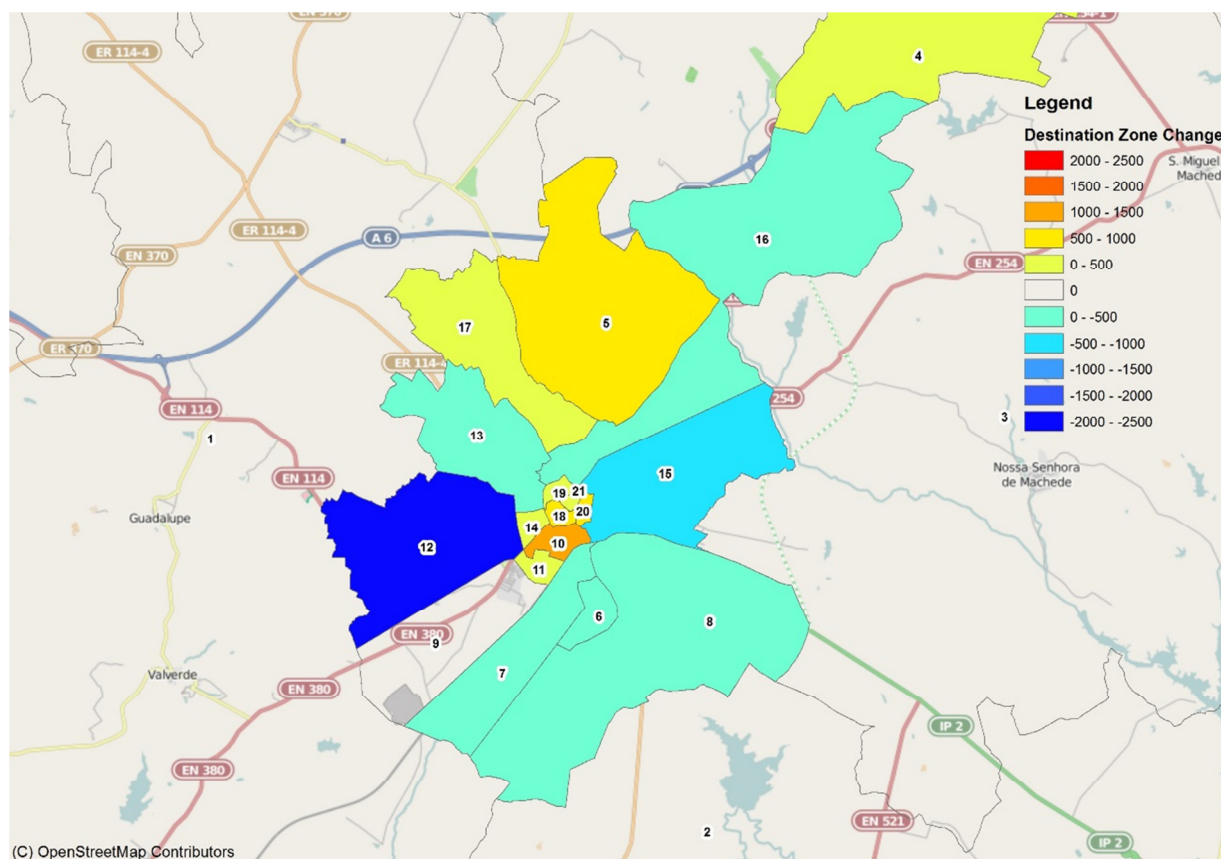 EN 370
ER 114-4
4
Legend
Destination Zone Change
2000 - 2500
1500 - 2000
1000 - 1500
500 - 1000
0 - 500
0
0 - -500
-500 - -1000
-1000 - -1500
-1500 - -2000
-2000 - -2500
S. Miguel
Machede
ER 114-4
A 6
16
EN 254
EN 370
17
5
ER 370
ER 114-4
254
EN 114
1
13
3
15
Nossa Senhora
de Machede
EN 114
19
21
Guadalupe
18
20
14
12
10
11
6
8
EN 380
9
7
Valverde
EN 380
IP 2
EN 380
EN 521
2
IP 2
(C) OpenStreetMap Contributors